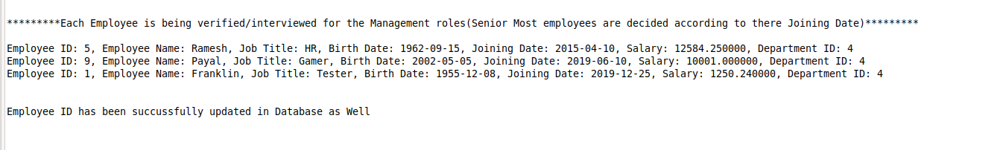 *********Each Employee is being verified/interviewed for the Management roles(Senior Most employees are decided according to there Joining Date)*********
Employee ID: 5, Employee Name: Ramesh, Job Title: HR, Birth Date: 1962-09-15, Joining Date: 2015-04-10, Salary: 12584.250000, Department ID: 4
Employee ID: 9, Employee Name: Payal, Job Title: Gamer, Birth Date: 2002-05-05, Joining Date: 2019-06-10, Salary: 10001.000000, Department ID: 4
Employee ID: 1, Employee Name: Franklin, Job Title: Tester, Birth Date: 1955-12-08, Joining Date: 2019-12-25, Salary: 1250.240000, Department ID: 4
Employee ID has been succussfully updated in Database as Well